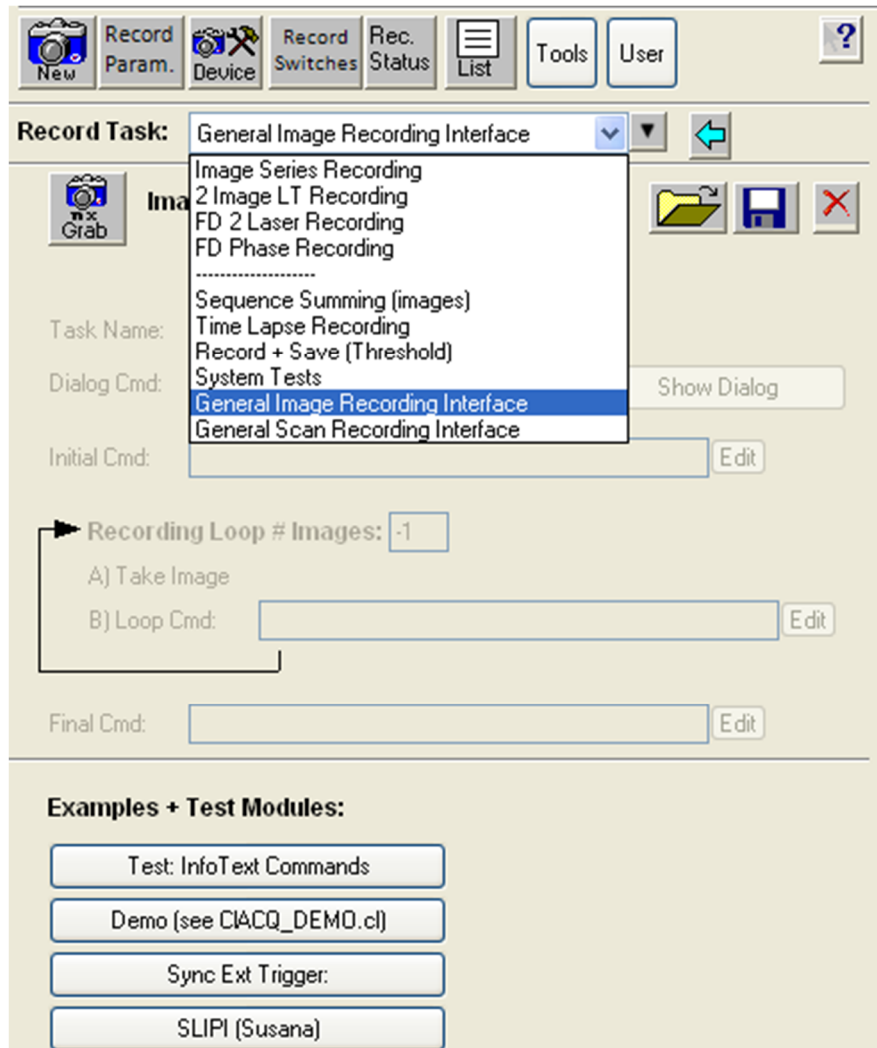 New
Record Param.
Device
Record Switches
Rec. Status
List
Tools
User
?
Record Task: General Image Recording Interface
nx Grab
Ima
Image Series Recording
2 Image LT Recording
FD 2 Laser Recording
FD Phase Recording
--------------------
Sequence Summing (images)
Time Lapse Recording
Record + Save (Threshold)
System Tests
General Image Recording Interface
General Scan Recording Interface
Task Name:
Dialog Cmd: Show Dialog
Initial Cmd: Edit
Recording Loop # Images: -1
A) Take Image
B) Loop Cmd: Edit
Final Cmd: Edit
Examples + Test Modules:
Test: InfoText Commands
Demo (see CIACQ_DEMO.cl)
Sync Ext Trigger:
SLIPI (Susana)